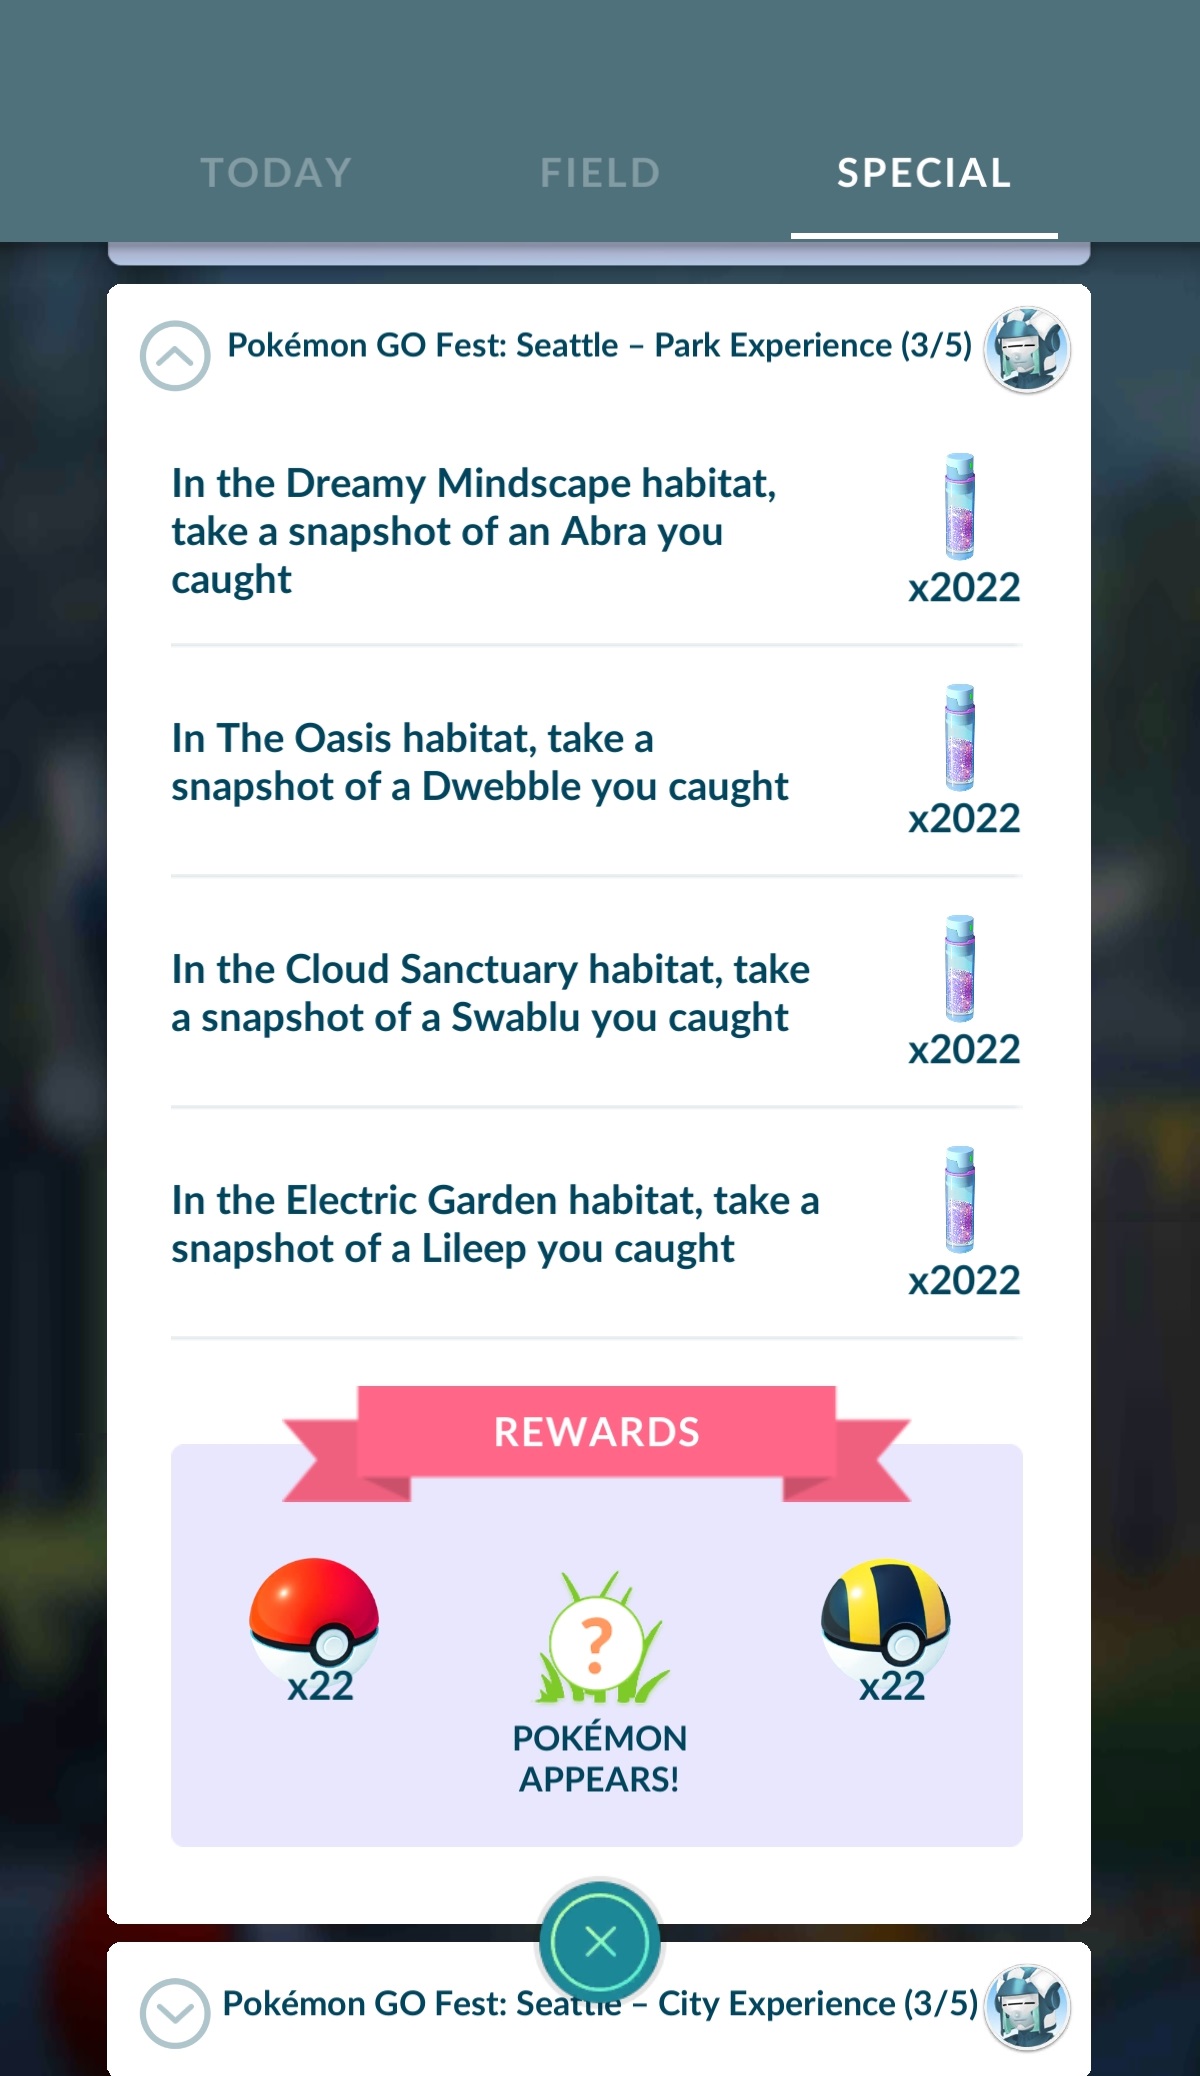 TODAY
FIELD
SPECIAL
Pokémon GO Fest: Seattle – Park Experience (3/5)
In the Dreamy Mindscape habitat,
take a snapshot of an Abra you
caught
x2022
In The Oasis habitat, take a
snapshot of a Dwebble you caught
x2022
In the Cloud Sanctuary habitat, take
a snapshot of a Swablu you caught
x2022
In the Electric Garden habitat, take a
snapshot of a Lileep you caught
x2022
REWARDS
x22
?
POKÉMON
APPEARS!
x22
Pokémon GO Fest: Seattle – City Experience (3/5)